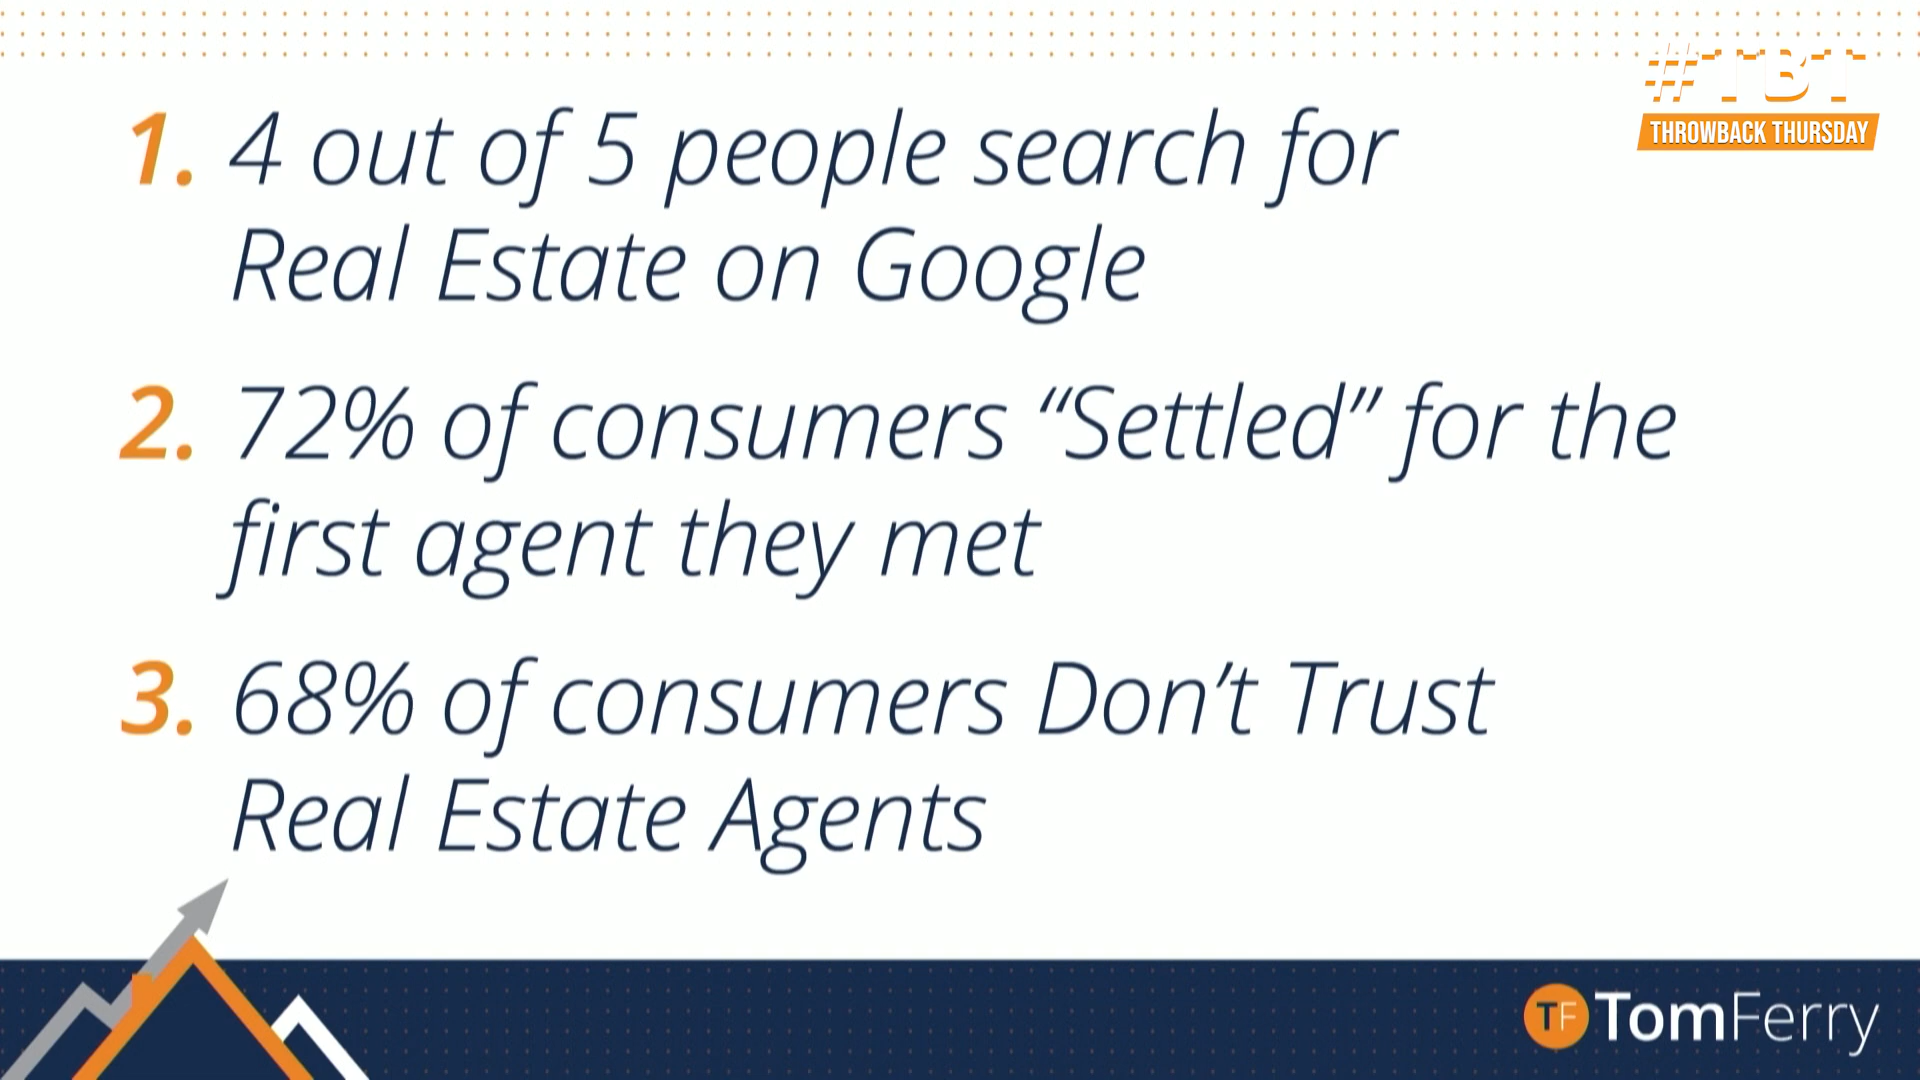 #TBT
THROWBACK THURSDAY
1. 4 out of 5 people search for
Real Estate on Google
2. 72% of consumers “Settled” for the
first agent they met
3. 68% of consumers Don’t Trust
Real Estate Agents
TF TomFerry